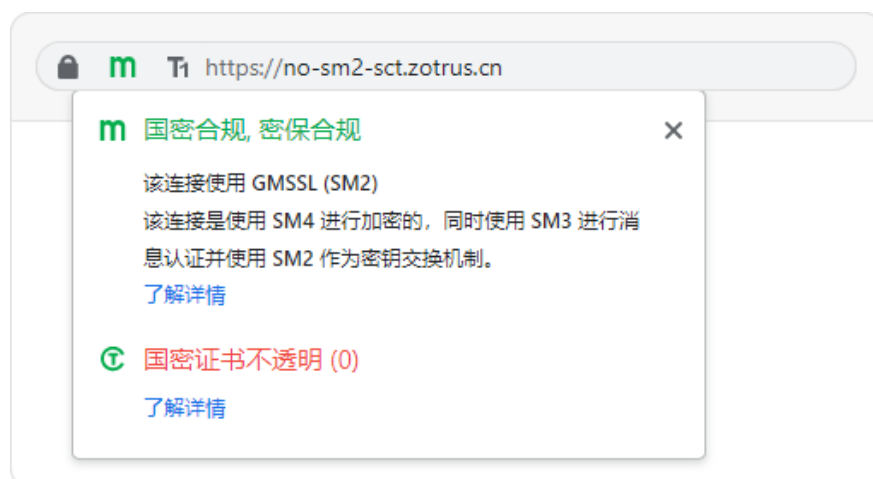 m T1 https://no-sm2-sct.zotrus.cn
m 国密合规, 密保合规
该连接使用 GMSSL (SM2)
该连接是使用 SM4 进行加密的，同时使用 SM3 进行消
息认证并使用 SM2 作为密钥交换机制。
了解详情
国密证书不透明 (0)
了解详情